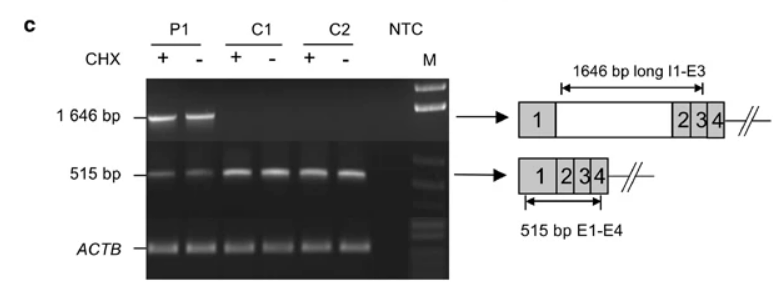 c
P1 C1 C2 NTC
CHX + - + - + - M
1 646 bp
515 bp
ACTB
1646 bp long I1-E3
1 2 3 4
1 2 3 4
515 bp E1-E4